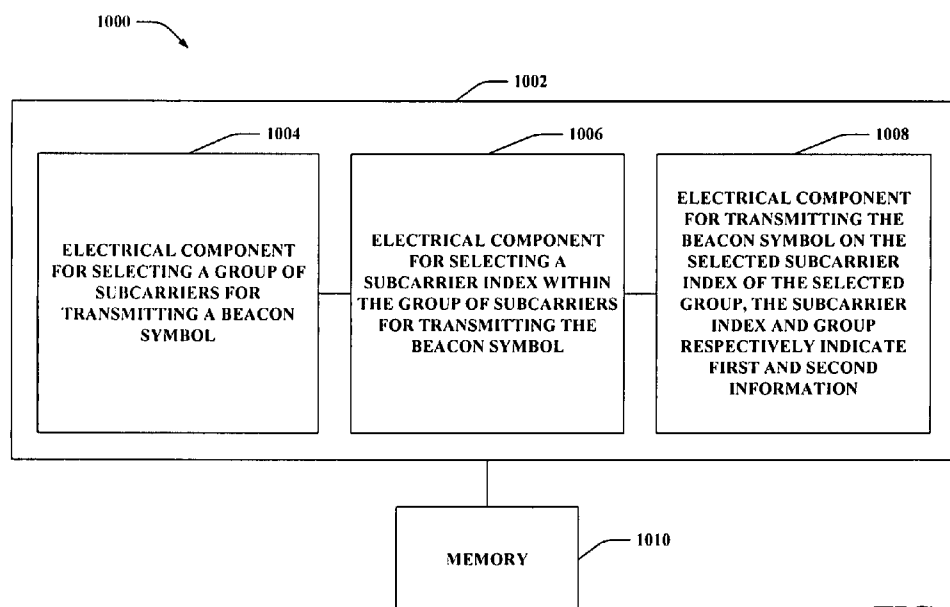 1000
1002
1004
1006
1008
ELECTRICAL COMPONENT
FOR SELECTING A GROUP OF
SUBCARRIERS FOR
TRANSMITTING A BEACON
SYMBOL
ELECTRICAL COMPONENT
FOR SELECTING A
SUBCARRIER INDEX WITHIN
THE GROUP OF SUBCARRIERS
FOR TRANSMITTING THE
BEACON SYMBOL
ELECTRICAL COMPONENT
FOR TRANSMITTING THE
BEACON SYMBOL ON THE
SELECTED SUBCARRIER
INDEX OF THE SELECTED
GROUP, THE SUBCARRIER
INDEX AND GROUP
RESPECTIVELY INDICATE
FIRST AND SECOND
INFORMATION
MEMORY
1010